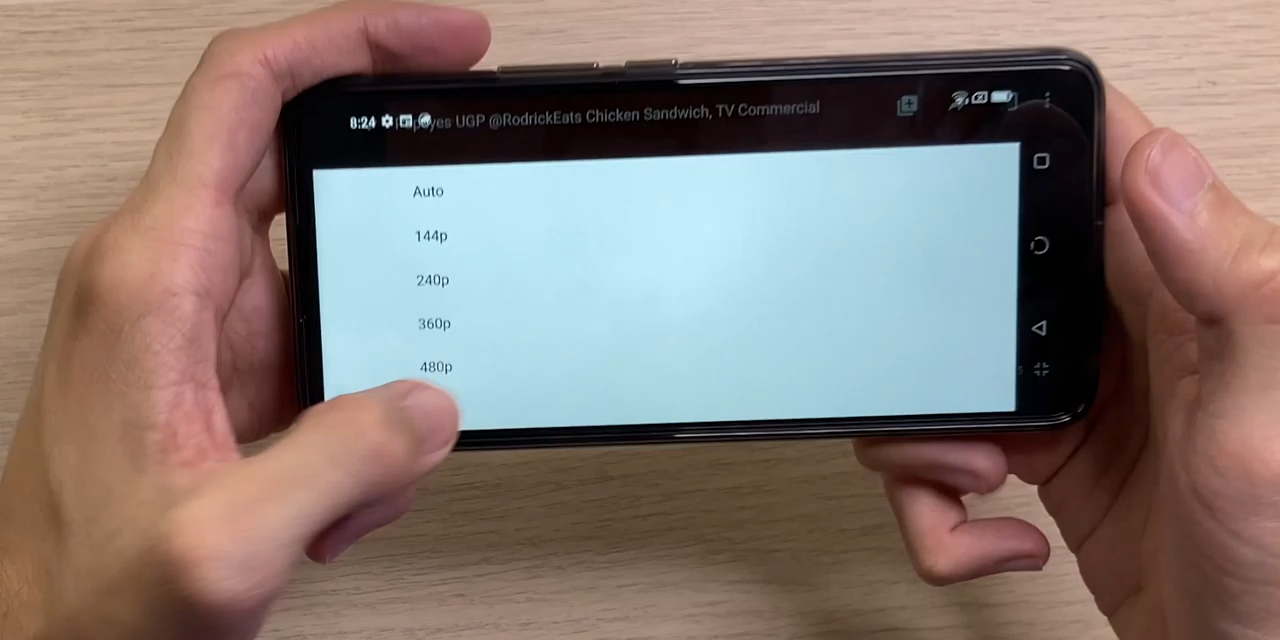 8:24
UGP @RodrickEats Chicken Sandwich, TV Commercial
Auto
144p
240p
360p
480p